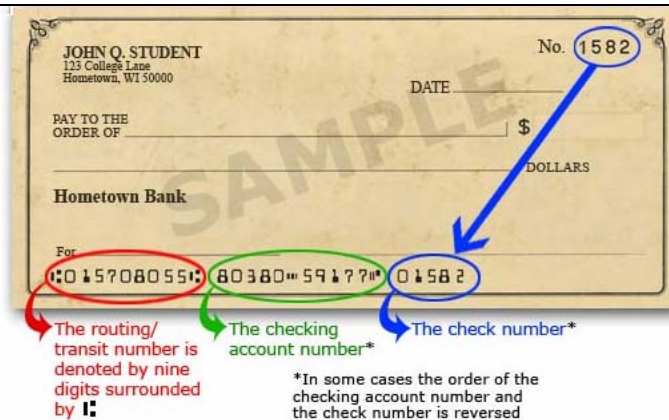 JOHN Q. STUDENT
123 College Lane
Hometown, WI 50000
No. 1582
DATE
PAY TO THE
ORDER OF
$
SAMPLE
DOLLARS
Hometown Bank
For
⑆015708055⑆ 80380⑈59177⑈ 01582
The routing/
transit number is
denoted by nine
digits surrounded
by ⑆
The checking
account number*
The check number*
*In some cases the order of the
checking account number and
the check number is reversed